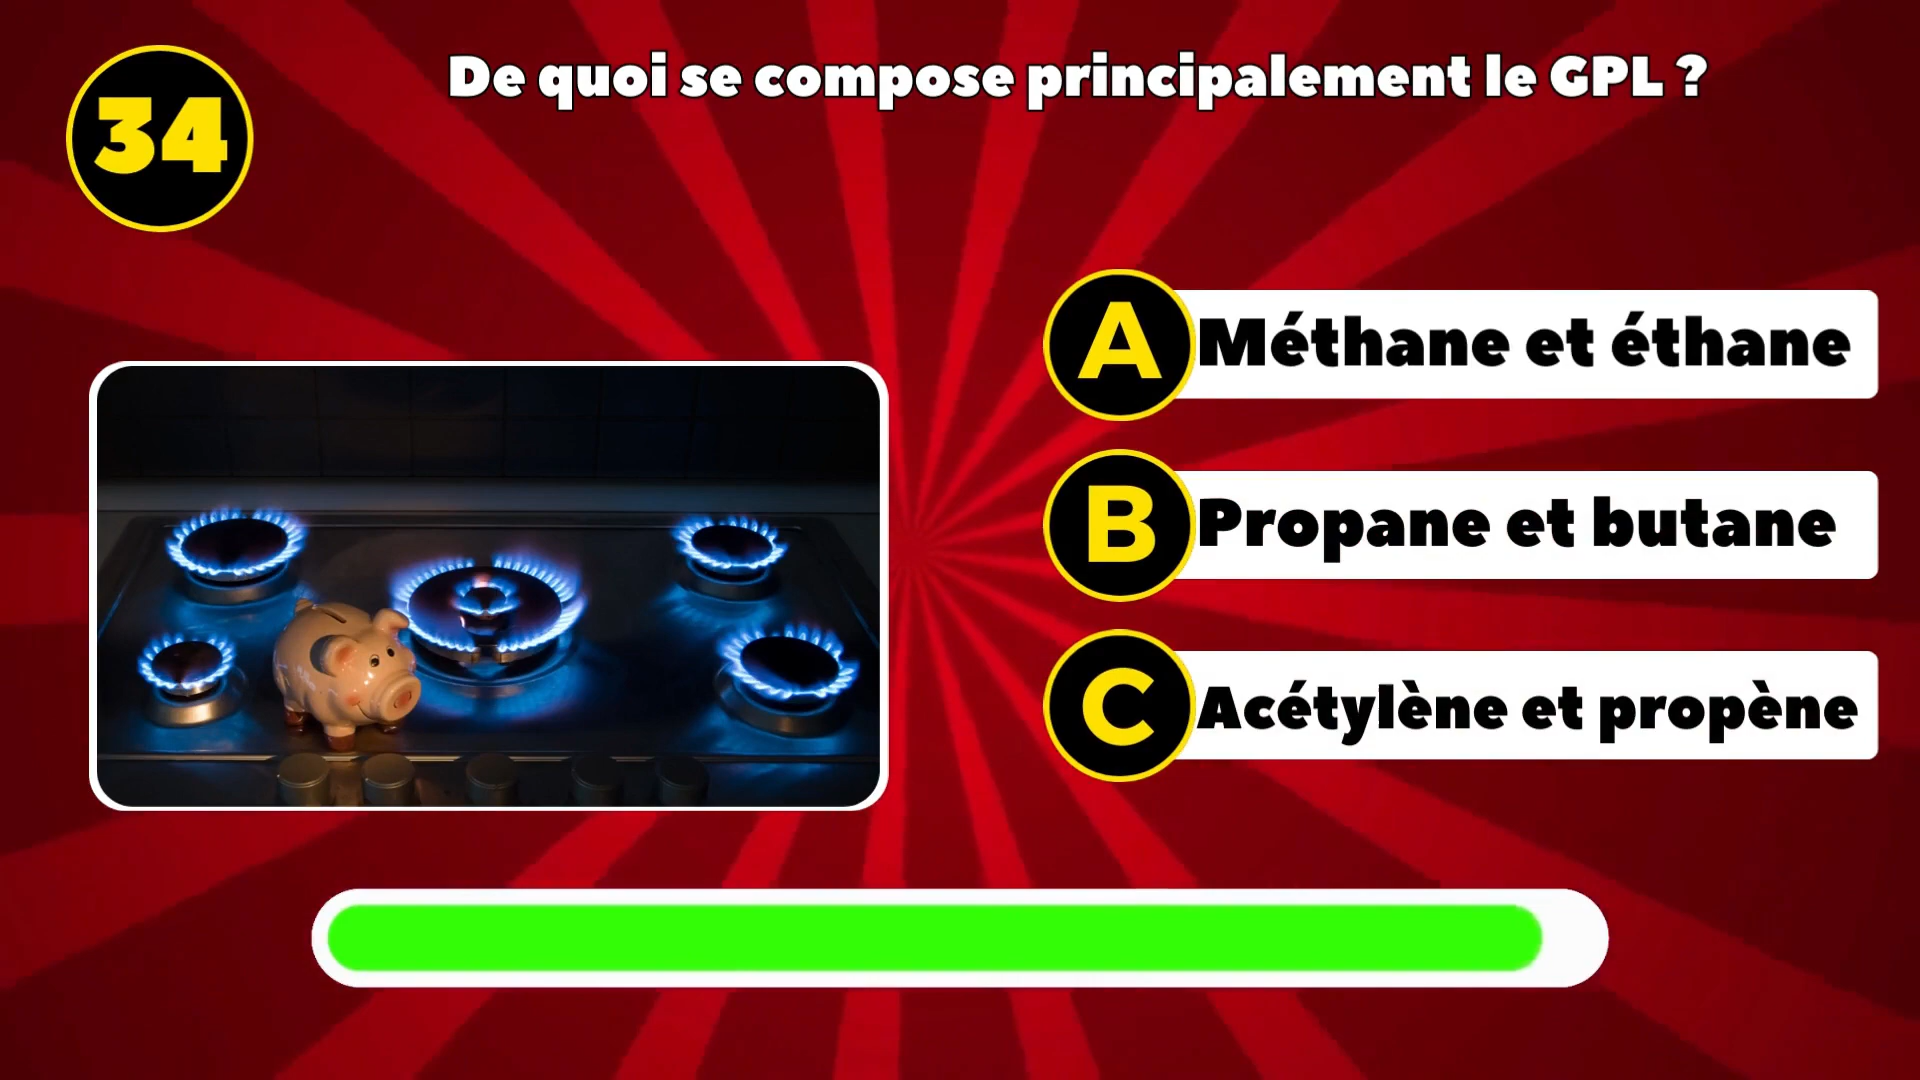 34
De quoi se compose principalement le GPL ?
A Méthane et éthane
B Propane et butane
C Acétylène et propène